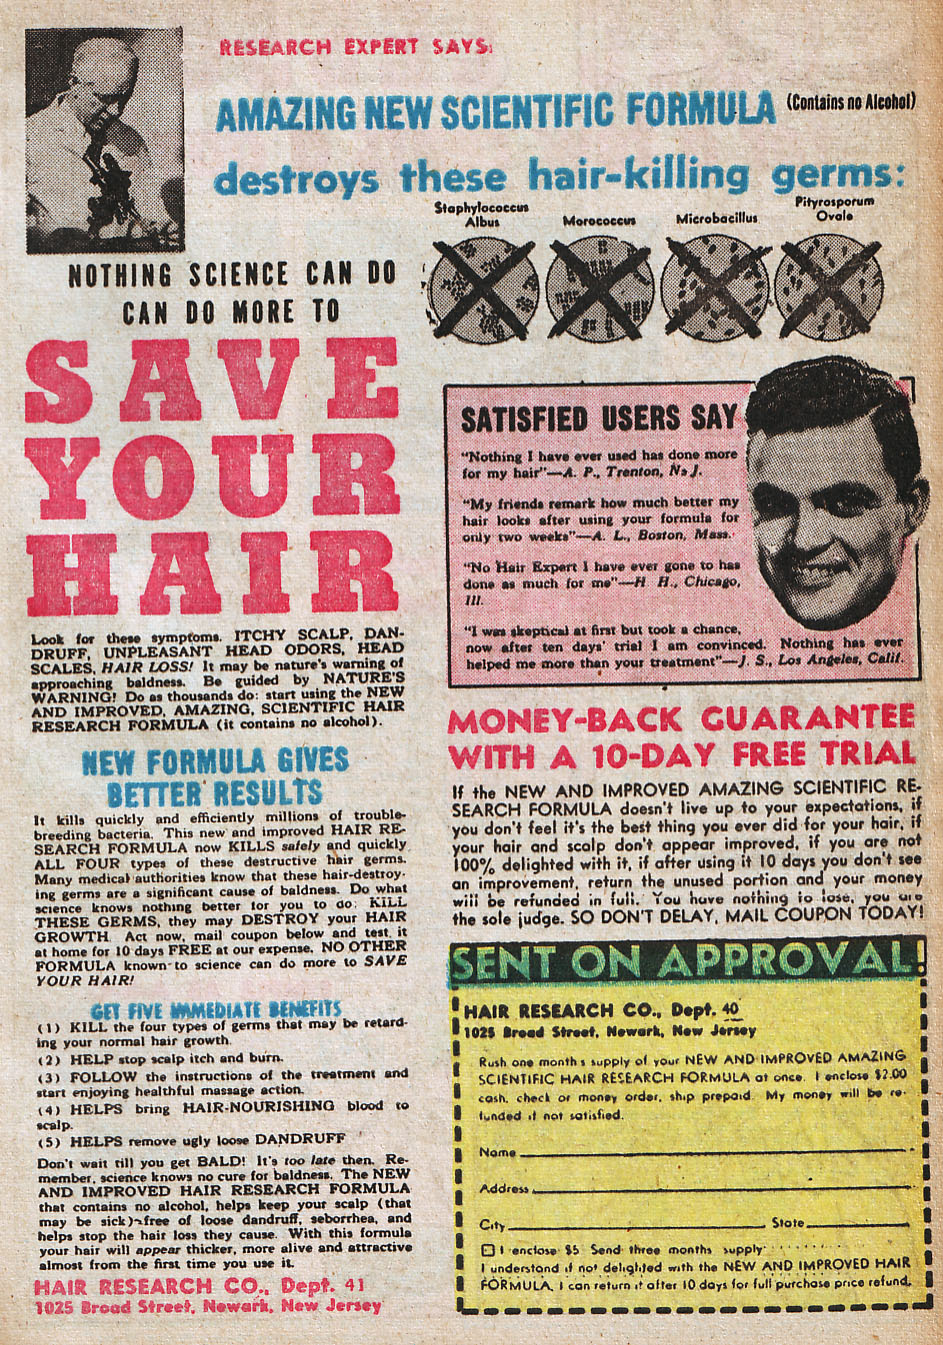 RESEARCH EXPERT SAYS:
AMAZING NEW SCIENTIFIC FORMULA (Contains no Alcohol)
destroys these hair-killing germs:
Staphylococcus
Albus
Morococcus
Microbacillus
Pityrosporum
Ovale
NOTHING SCIENCE CAN DO
CAN DO MORE TO
SAVE
YOUR
HAIR
Look for these symptoms. ITCHY SCALP, DAN-
DRUFF, UNPLEASANT HEAD ODORS, HEAD
SCALES, HAIR LOSS! It may be nature's warning of
approaching baldness. Be guided by NATURE'S
WARNING! Do as thousands do: start using the NEW
AND IMPROVED, AMAZING, SCIENTIFIC HAIR
RESEARCH FORMULA (it contains no alcohol).
NEW FORMULA GIVES
BETTER RESULTS
It kills quickly and efficiently millions of trouble-
breeding bacteria. This new and improved HAIR RE-
SEARCH FORMULA now KILLS safely and quickly
ALL FOUR types of these destructive hair germs.
Many medical authorities know that these hair-destroy-
ing germs are a significant cause of baldness. Do what
science knows nothing better for you to do: KILL
THESE GERMS, they may DESTROY your HAIR
GROWTH. Act now, mail coupon below and test it
at home for 10 days FREE at our expense. NO OTHER
FORMULA known to science can do more to SAVE
YOUR HAIR!
GET FIVE IMMEDIATE BENEFITS
(1) KILL the four types of germs that may be retard-
ing your normal hair growth.
(2) HELP stop scalp itch and burn.
(3) FOLLOW the instructions of the treatment and
start enjoying healthful massage action.
(4) HELPS bring HAIR-NOURISHING blood to
scalp.
(5) HELPS remove ugly loose DANDRUFF
Don't wait till you get BALD! It's too late then. Re-
member, science knows no cure for baldness. The NEW
AND IMPROVED HAIR RESEARCH FORMULA
that contains no alcohol, helps keep your scalp (that
may be sick)-free of loose dandruff, seborrhea, and
helps stop the hair loss they cause. With this formula
your hair will appear thicker, more alive and attractive
almost from the first time you use it.
HAIR RESEARCH CO., Dept. 41
1025 Broad Street, Newark, New Jersey
SATISFIED USERS SAY
"Nothing I have ever used has done more
for my hair"—A. P., Trenton, N. J.
"My friends remark how much better my
hair looks after using your formula for
only two weeks"—A. L., Boston, Mass.
"No Hair Expert I have ever gone to has
done as much for me"—H. H., Chicago,
Ill.
"I was skeptical at first but took a chance,
now after ten days' trial I am convinced. Nothing has ever
helped me more than your treatment"—J. S., Los Angeles, Calif.
MONEY-BACK GUARANTEE
WITH A 10-DAY FREE TRIAL
If the NEW AND IMPROVED AMAZING SCIENTIFIC RE-
SEARCH FORMULA doesn't live up to your expectations, if
you don't feel it's the best thing you ever did for your hair, if
your hair and scalp don't appear improved, if you are not
100% delighted with it, if after using it 10 days you don't see
an improvement, return the unused portion and your money
will be refunded in full. You have nothing to lose, you are
the sole judge. SO DON'T DELAY, MAIL COUPON TODAY!
SENT ON APPROVAL!
HAIR RESEARCH CO., Dept. 40
1025 Broad Street, Newark, New Jersey
Rush one month s supply of your NEW AND IMPROVED AMAZING
SCIENTIFIC HAIR RESEARCH FORMULA at once. I enclose $2.00
cash, check or money order, ship prepaid. My money will be re-
funded if not satisfied.
Name
Address
City State
I enclose $5 Send three months supply
I understand if not delighted with the NEW AND IMPROVED HAIR
FORMULA, I can return it after 10 days for full purchase price refund.